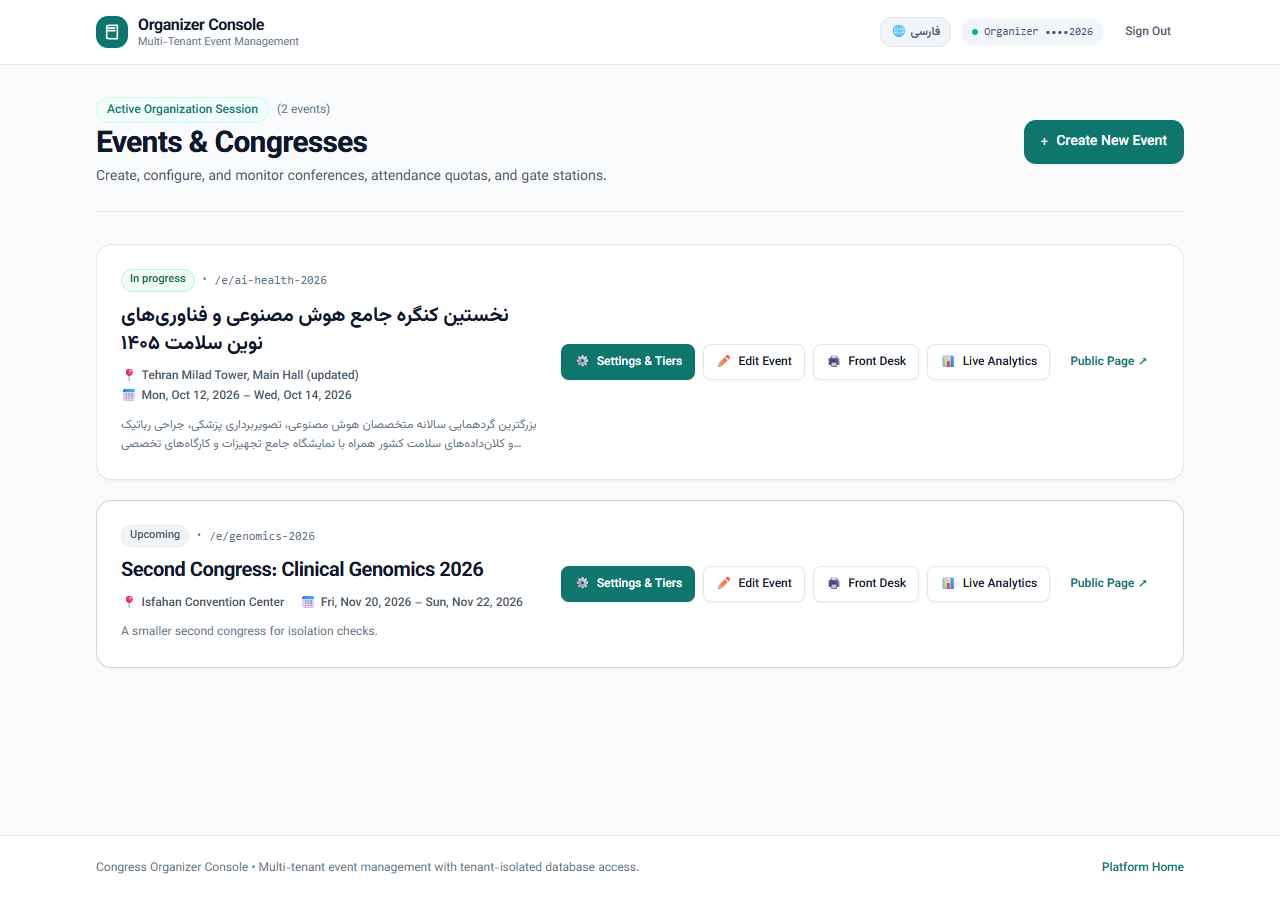 Organizer Console
Multi-Tenant Event Management
فارسی
Organizer ••••2026
Sign Out
Active Organization Session
(2 events)
Events & Congresses
Create, configure, and monitor conferences, attendance quotas, and gate stations.
+ Create New Event
In progress • /e/ai-health-2026
نخستین کنگره جامع هوش مصنوعی و فناوری‌های
نوین سلامت ۱۴۰۵
Tehran Milad Tower, Main Hall (updated)
Mon, Oct 12, 2026 – Wed, Oct 14, 2026
بزرگترین گردهمایی سالانه متخصصان هوش مصنوعی، تصویربرداری پزشکی، جراحی رباتیک
و کلان‌داده‌های سلامت کشور همراه با نمایشگاه جامع تجهیزات و کارگاه‌های تخصصی…
Settings & Tiers
Edit Event
Front Desk
Live Analytics
Public Page ↗
Upcoming • /e/genomics-2026
Second Congress: Clinical Genomics 2026
Isfahan Convention Center
Fri, Nov 20, 2026 – Sun, Nov 22, 2026
A smaller second congress for isolation checks.
Settings & Tiers
Edit Event
Front Desk
Live Analytics
Public Page ↗
Congress Organizer Console • Multi-tenant event management with tenant-isolated database access.
Platform Home